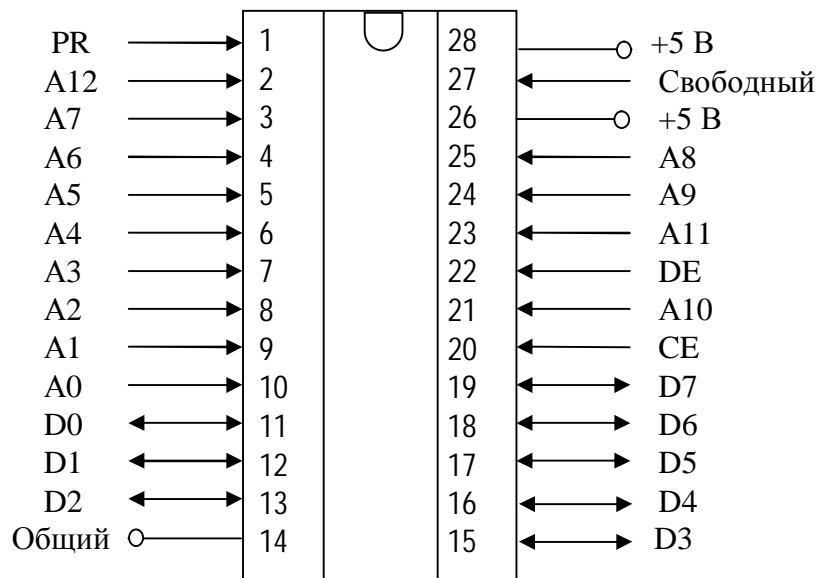 PR 1 28 +5 В
A12 2 27 Свободный
A7 3 26 +5 В
A6 4 25 A8
A5 5 24 A9
A4 6 23 A11
A3 7 22 DE
A2 8 21 A10
A1 9 20 CE
A0 10 19 D7
D0 11 18 D6
D1 12 17 D5
D2 13 16 D4
Общий 14 15 D3